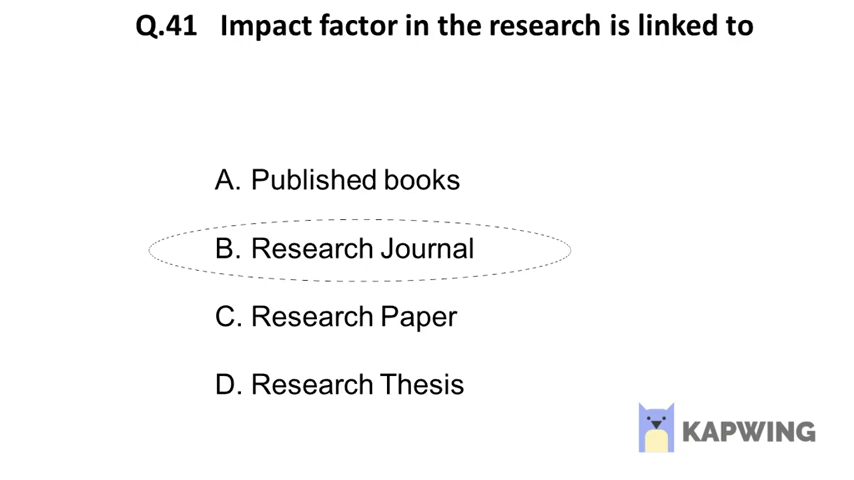 Q.41 Impact factor in the research is linked to
A. Published books
B. Research Journal
C. Research Paper
D. Research Thesis
KAPWING